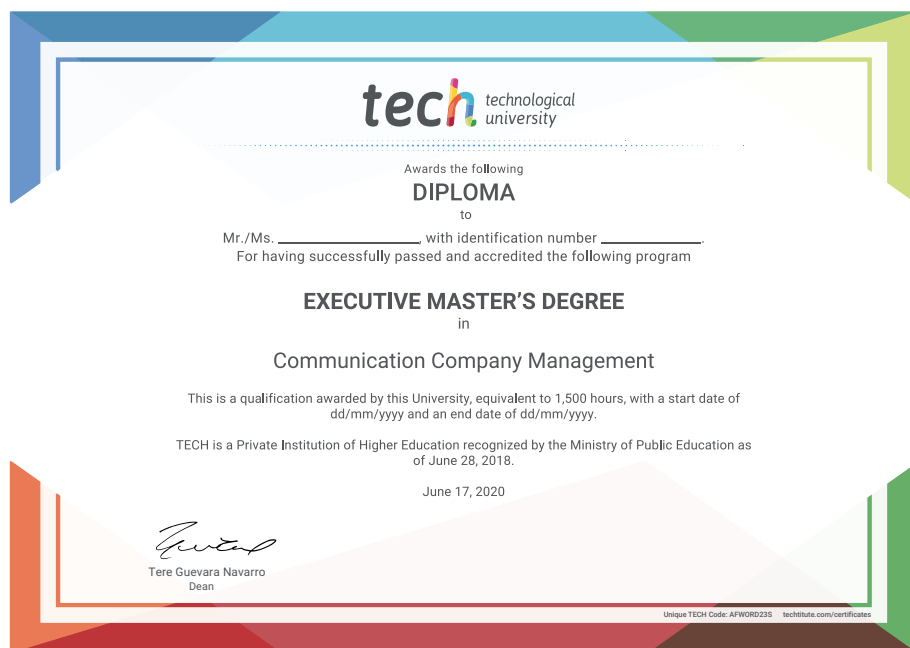 tech technological
university
Awards the following
DIPLOMA
to
Mr./Ms. ____________________, with identification number ______________.
For having successfully passed and accredited the following program
EXECUTIVE MASTER'S DEGREE
in
Communication Company Management
This is a qualification awarded by this University, equivalent to 1,500 hours, with a start date of
dd/mm/yyyy and an end date of dd/mm/yyyy.
TECH is a Private Institution of Higher Education recognized by the Ministry of Public Education as
of June 28, 2018.
June 17, 2020
Tere Guevara Navarro
Dean
Unique TECH Code: AFWORD23S techtitute.com/certificates